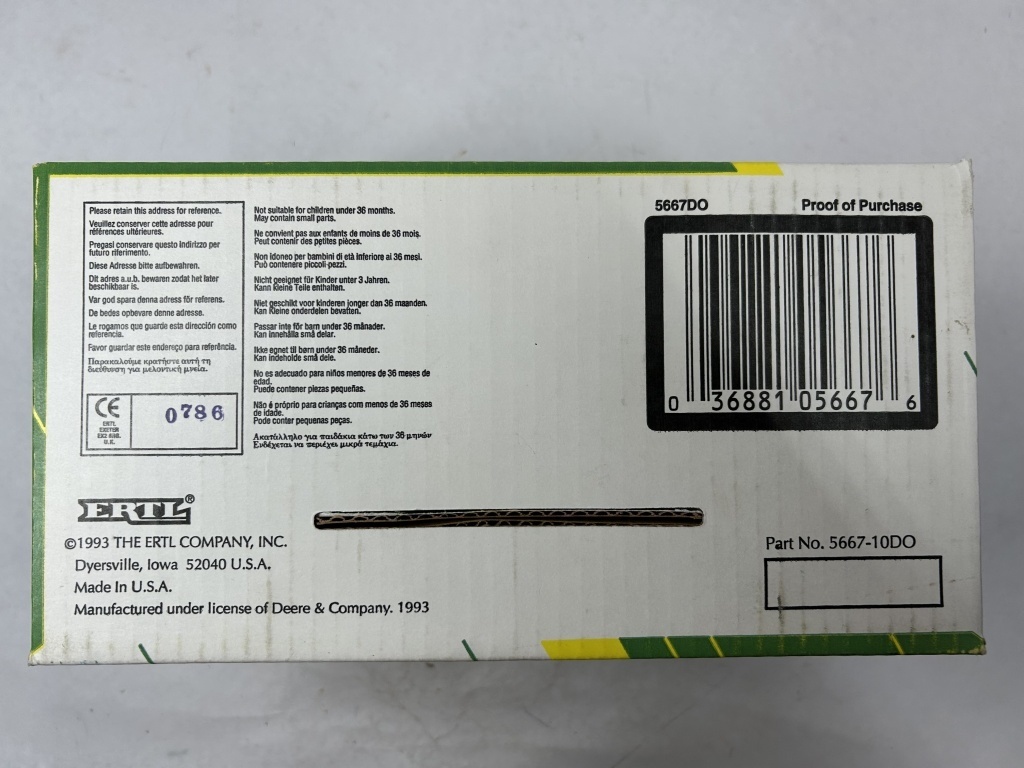 Please retain this address for reference.
Veuillez conserver cette adresse pour
références ultérieures.
Pregasi conservare questo indirizzo per
futuro riferimento.
Diese Adresse bitte aufbewahren.
Dit adres a.u.b. bewaren zodat het later
beschikbaar is.
Var god spara denna adress för referens.
De bedes opbevare denne adresse.
Le rogamos que guarde esta dirección como
referencia.
Favor guardar este endereço para referência.
Παρακαλούμε κρατήστε αυτή τη
διεύθυνση για μελοντική μνεία.
CE
ERTL
EXETER
U.K.
0786
Not suitable for children under 36 months.
May contain small parts.
Ne convient pas aux enfants de moins de 36 mois.
Peut contenir des petites pièces.
Non idoneo per bambini di età inferiore ai 36 mesi.
Può contenere piccoli pezzi.
Nicht geeignet für Kinder unter 3 Jahren.
Kann kleine Teile enthalten.
Niet geschikt voor kinderen jonger dan 36 maanden.
Kan kleine onderdelen bevatten.
Passar inte för barn under 36 månader.
Kan innehålla små delar.
Ikke egnet til børn under 36 måneder.
Kan indeholde små dele.
No es adecuado para niños menores de 36 meses de
edad.
Puede contener piezas pequeñas.
Não é próprio para crianças com menos de 36 meses
de idade.
Pode conter pequenas peças.
Ακατάλληλο για παιδάκια κάτω των 36 μηνών
Ενδέχεται να περιέχει μικρά τεμάχια.
5667DO Proof of Purchase
0 36881 05667 6
ERTL®
©1993 THE ERTL COMPANY, INC.
Dyersville, Iowa 52040 U.S.A.
Made In U.S.A.
Manufactured under license of Deere & Company. 1993
Part No. 5667-10DO